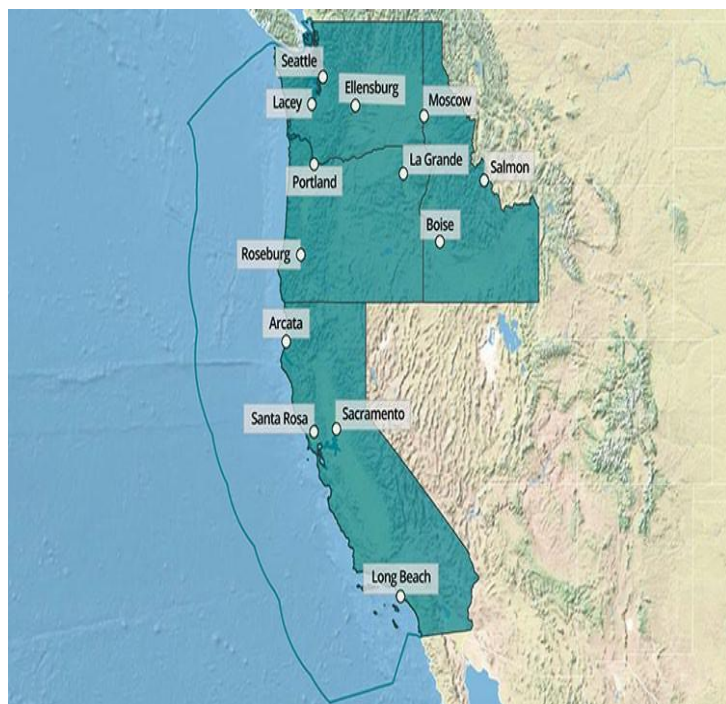 Seattle
Lacey
Ellensburg
Moscow
Portland
La Grande
Salmon
Boise
Roseburg
Arcata
Santa Rosa
Sacramento
Long Beach